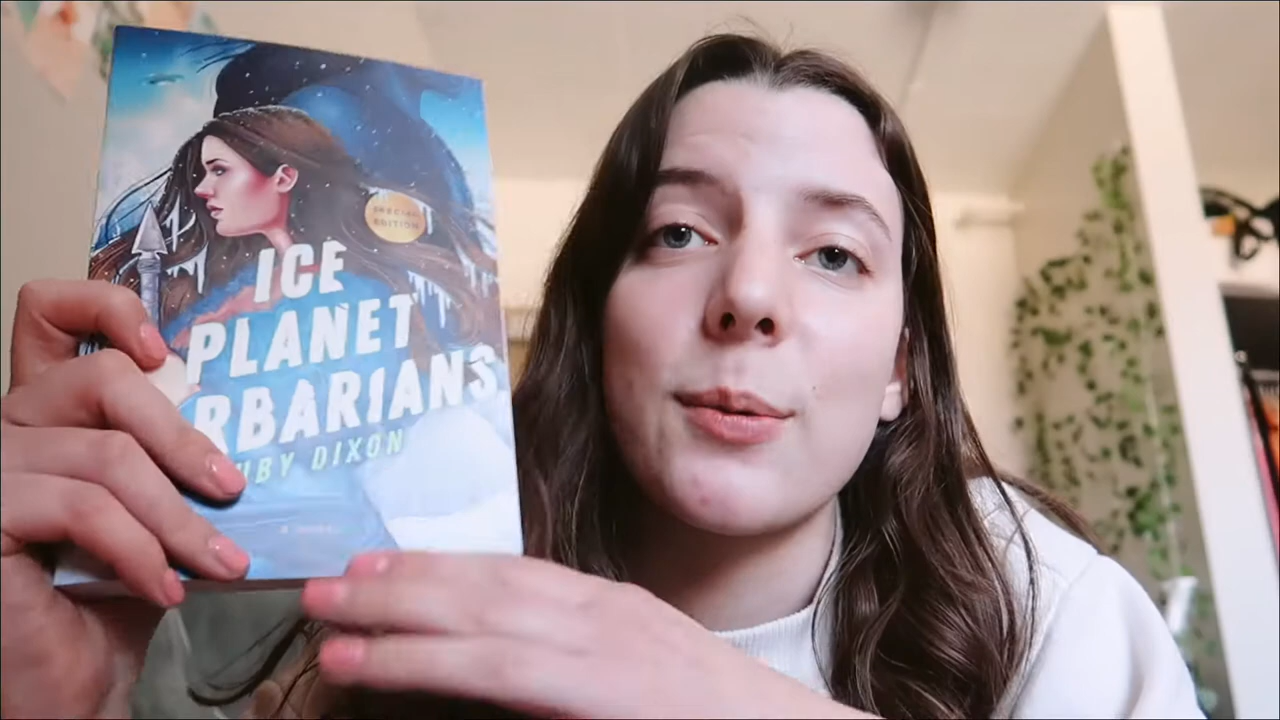 SPECIAL
EDITION
ICE
PLANET
RBARIANS
UBY DIXON